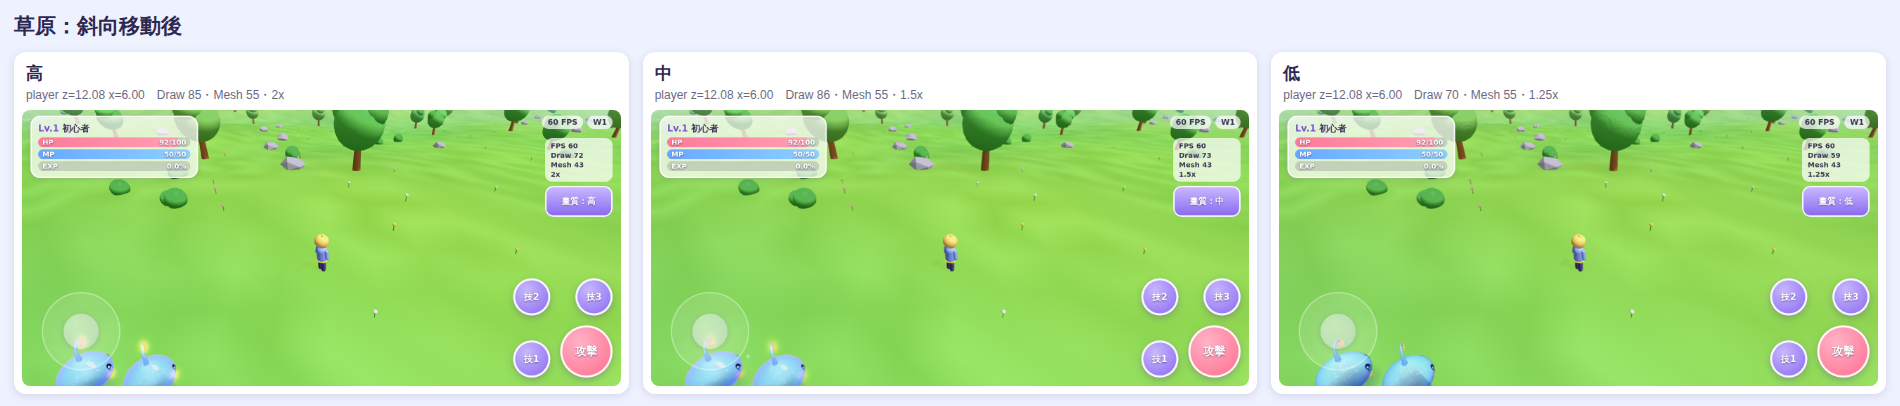 草原：斜向移動後
高
player z=12.08 x=6.00 Draw 85・Mesh 55・2x
Lv.1 初心者
HP 92/100
MP 50/50
EXP 0.0%
60 FPS W1
FPS 60
Draw 72
Mesh 43
2x
畫質：高
技2 技3
技1 攻擊
中
player z=12.08 x=6.00 Draw 86・Mesh 55・1.5x
Lv.1 初心者
HP 92/100
MP 50/50
EXP 0.0%
60 FPS W1
FPS 60
Draw 73
Mesh 43
1.5x
畫質：中
技2 技3
技1 攻擊
低
player z=12.08 x=6.00 Draw 70・Mesh 55・1.25x
Lv.1 初心者
HP 92/100
MP 50/50
EXP 0.0%
60 FPS W1
FPS 60
Draw 59
Mesh 43
1.25x
畫質：低
技2 技3
技1 攻擊